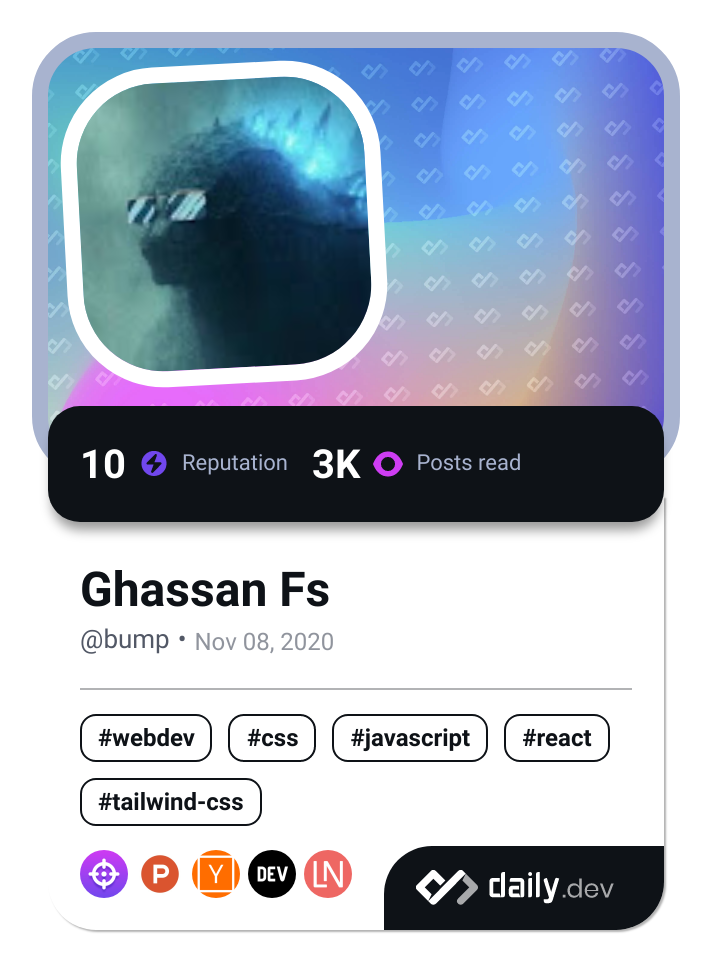 10 Reputation 3K Posts read
Ghassan Fs
@bump • Nov 08, 2020
#webdev #css #javascript #react
#tailwind-css
P Y DEV LN
daily.dev